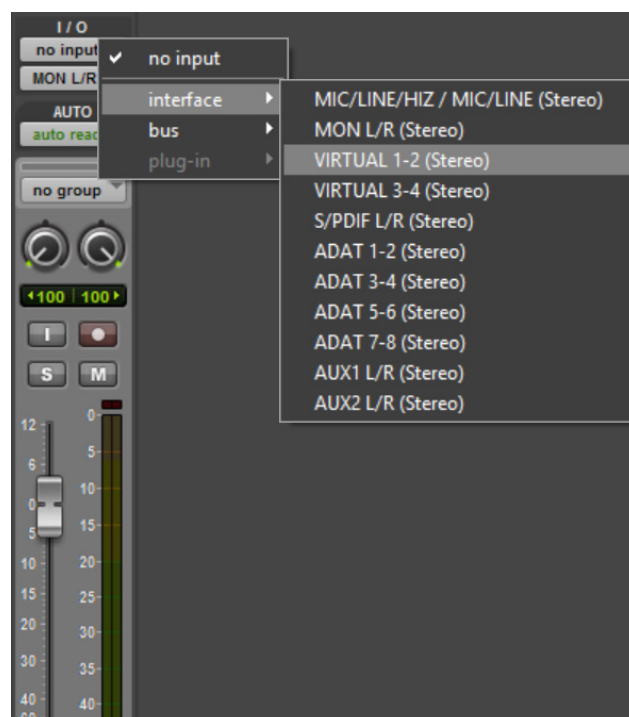 I / O
no input
MON L/R
AUTO
auto read
no group
100 100
I
S M
12
6
0
5
10
15
20
30
40
60
0
5
10
15
20
25
30
35
40
no input
interface
bus
plug-in
MIC/LINE/HIZ / MIC/LINE (Stereo)
MON L/R (Stereo)
VIRTUAL 1-2 (Stereo)
VIRTUAL 3-4 (Stereo)
S/PDIF L/R (Stereo)
ADAT 1-2 (Stereo)
ADAT 3-4 (Stereo)
ADAT 5-6 (Stereo)
ADAT 7-8 (Stereo)
AUX1 L/R (Stereo)
AUX2 L/R (Stereo)